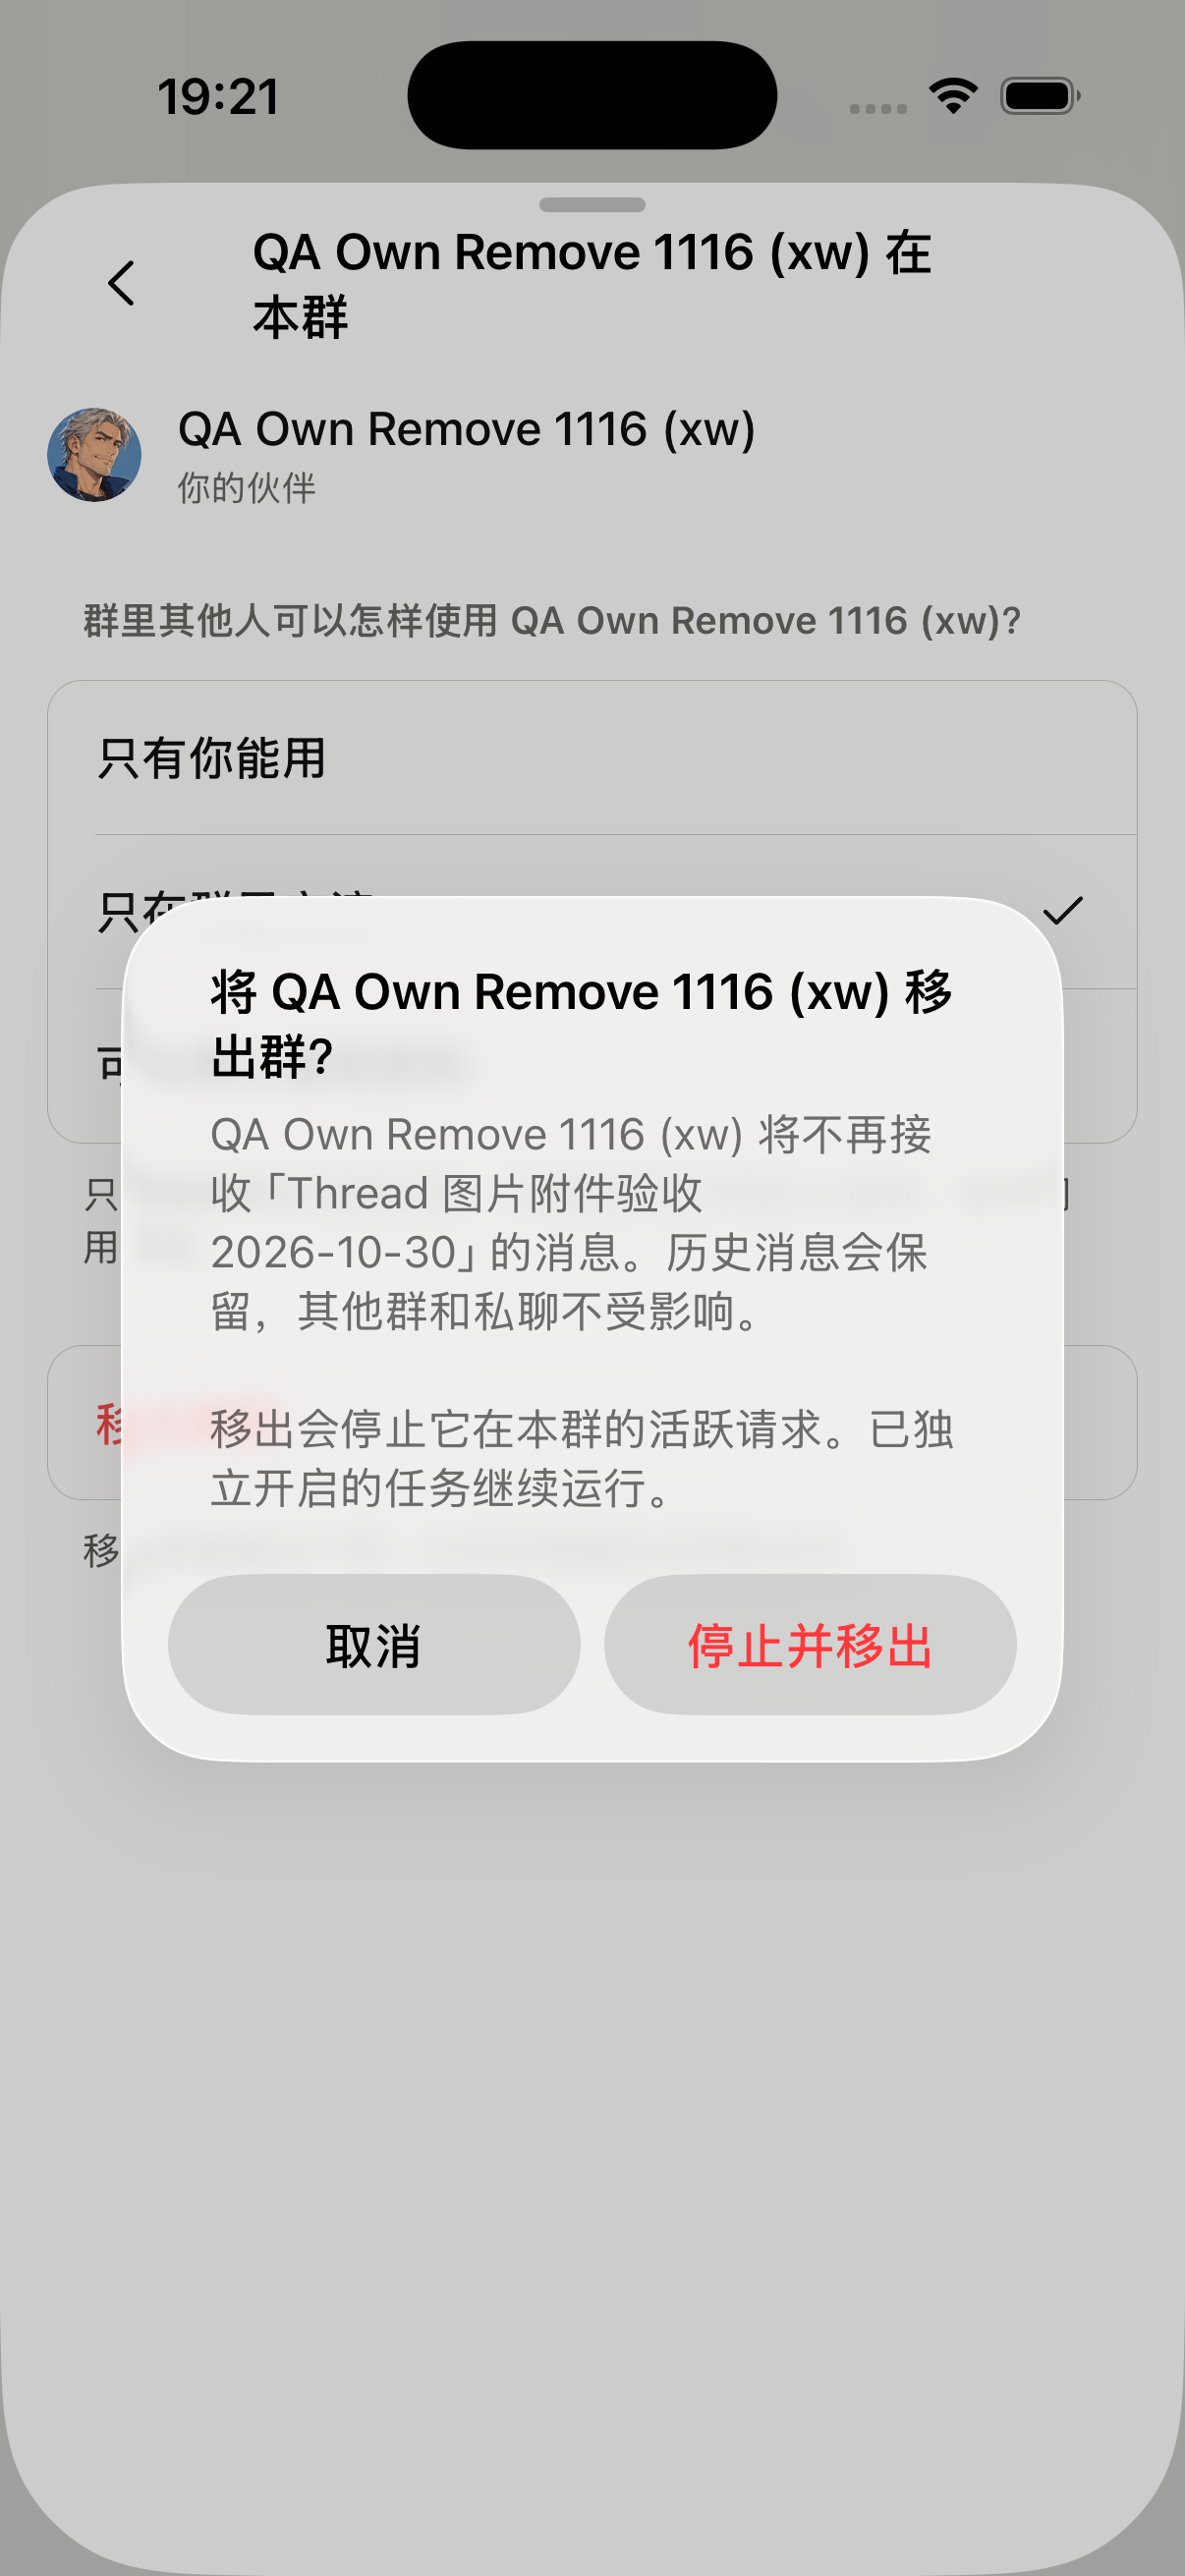 19:21
QA Own Remove 1116 (xw) 在
本群
QA Own Remove 1116 (xw)
你的伙伴
群里其他人可以怎样使用 QA Own Remove 1116 (xw)?
只有你能用
只在
将 QA Own Remove 1116 (xw) 移
出群?
QA Own Remove 1116 (xw) 将不再接
收「Thread 图片附件验收
2026-10-30」的消息。历史消息会保
留，其他群和私聊不受影响。
移出会停止它在本群的活跃请求。已独
立开启的任务继续运行。
只
用
移
移
取消
停止并移出